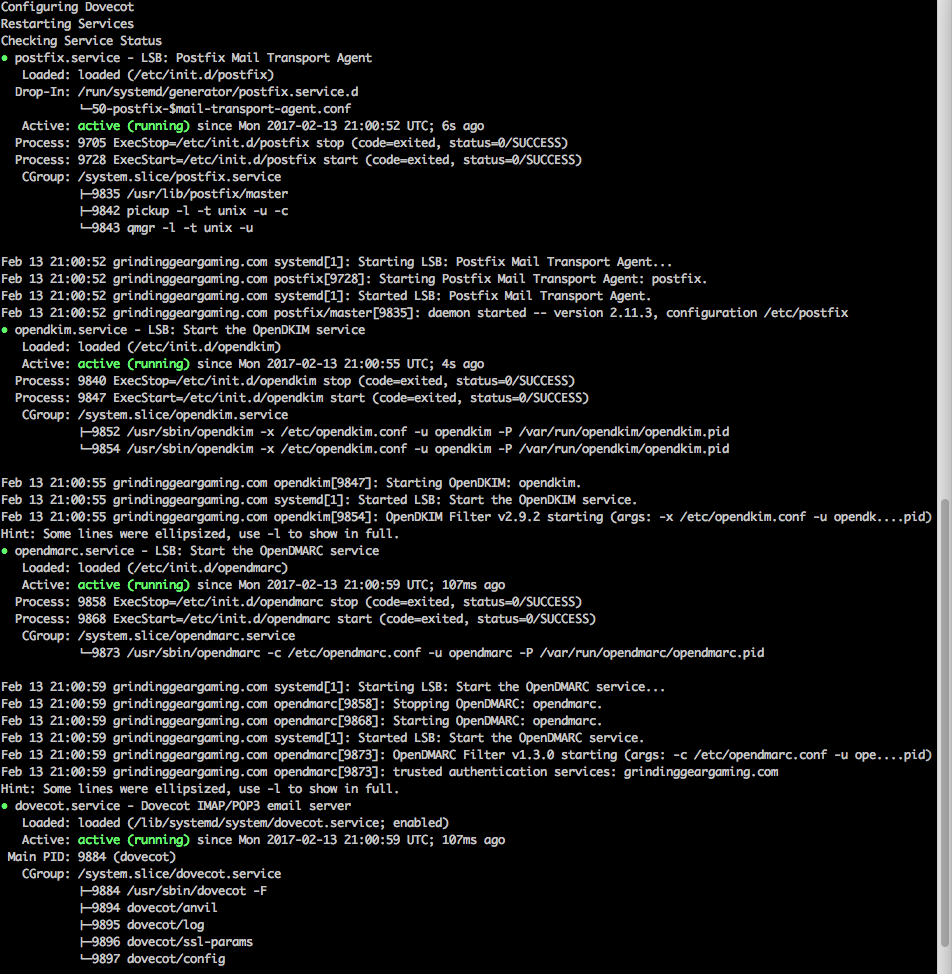 Configuring Dovecot
Restarting Services
Checking Service Status
● postfix.service - LSB: Postfix Mail Transport Agent
   Loaded: loaded (/etc/init.d/postfix)
  Drop-In: /run/systemd/generator/postfix.service.d
           └─50-postfix-$mail-transport-agent.conf
   Active: active (running) since Mon 2017-02-13 21:00:52 UTC; 6s ago
  Process: 9705 ExecStop=/etc/init.d/postfix stop (code=exited, status=0/SUCCESS)
  Process: 9728 ExecStart=/etc/init.d/postfix start (code=exited, status=0/SUCCESS)
   CGroup: /system.slice/postfix.service
           ├─9835 /usr/lib/postfix/master
           ├─9842 pickup -l -t unix -u -c
           └─9843 qmgr -l -t unix -u

Feb 13 21:00:52 grindinggeargaming.com systemd[1]: Starting LSB: Postfix Mail Transport Agent...
Feb 13 21:00:52 grindinggeargaming.com postfix[9728]: Starting Postfix Mail Transport Agent: postfix.
Feb 13 21:00:52 grindinggeargaming.com systemd[1]: Started LSB: Postfix Mail Transport Agent.
Feb 13 21:00:52 grindinggeargaming.com postfix/master[9835]: daemon started -- version 2.11.3, configuration /etc/postfix
● opendkim.service - LSB: Start the OpenDKIM service
   Loaded: loaded (/etc/init.d/opendkim)
   Active: active (running) since Mon 2017-02-13 21:00:55 UTC; 4s ago
  Process: 9840 ExecStop=/etc/init.d/opendkim stop (code=exited, status=0/SUCCESS)
  Process: 9847 ExecStart=/etc/init.d/opendkim start (code=exited, status=0/SUCCESS)
   CGroup: /system.slice/opendkim.service
           ├─9852 /usr/sbin/opendkim -x /etc/opendkim.conf -u opendkim -P /var/run/opendkim/opendkim.pid
           └─9854 /usr/sbin/opendkim -x /etc/opendkim.conf -u opendkim -P /var/run/opendkim/opendkim.pid

Feb 13 21:00:55 grindinggeargaming.com opendkim[9847]: Starting OpenDKIM: opendkim.
Feb 13 21:00:55 grindinggeargaming.com systemd[1]: Started LSB: Start the OpenDKIM service.
Feb 13 21:00:55 grindinggeargaming.com opendkim[9854]: OpenDKIM Filter v2.9.2 starting (args: -x /etc/opendkim.conf -u opendk....pid)
Hint: Some lines were ellipsized, use -l to show in full.
● opendmarc.service - LSB: Start the OpenDMARC service
   Loaded: loaded (/etc/init.d/opendmarc)
   Active: active (running) since Mon 2017-02-13 21:00:59 UTC; 107ms ago
  Process: 9858 ExecStop=/etc/init.d/opendmarc stop (code=exited, status=0/SUCCESS)
  Process: 9868 ExecStart=/etc/init.d/opendmarc start (code=exited, status=0/SUCCESS)
   CGroup: /system.slice/opendmarc.service
           └─9873 /usr/sbin/opendmarc -c /etc/opendmarc.conf -u opendmarc -P /var/run/opendmarc/opendmarc.pid

Feb 13 21:00:59 grindinggeargaming.com systemd[1]: Starting LSB: Start the OpenDMARC service...
Feb 13 21:00:59 grindinggeargaming.com opendmarc[9858]: Stopping OpenDMARC: opendmarc.
Feb 13 21:00:59 grindinggeargaming.com opendmarc[9868]: Starting OpenDMARC: opendmarc.
Feb 13 21:00:59 grindinggeargaming.com systemd[1]: Started LSB: Start the OpenDMARC service.
Feb 13 21:00:59 grindinggeargaming.com opendmarc[9873]: OpenDMARC Filter v1.3.0 starting (args: -c /etc/opendmarc.conf -u ope....pid)
Feb 13 21:00:59 grindinggeargaming.com opendmarc[9873]: trusted authentication services: grindinggeargaming.com
Hint: Some lines were ellipsized, use -l to show in full.
● dovecot.service - Dovecot IMAP/POP3 email server
   Loaded: loaded (/lib/systemd/system/dovecot.service; enabled)
   Active: active (running) since Mon 2017-02-13 21:00:59 UTC; 107ms ago
 Main PID: 9884 (dovecot)
   CGroup: /system.slice/dovecot.service
           ├─9884 /usr/sbin/dovecot -F
           ├─9894 dovecot/anvil
           ├─9895 dovecot/log
           ├─9896 dovecot/ssl-params
           └─9897 dovecot/config